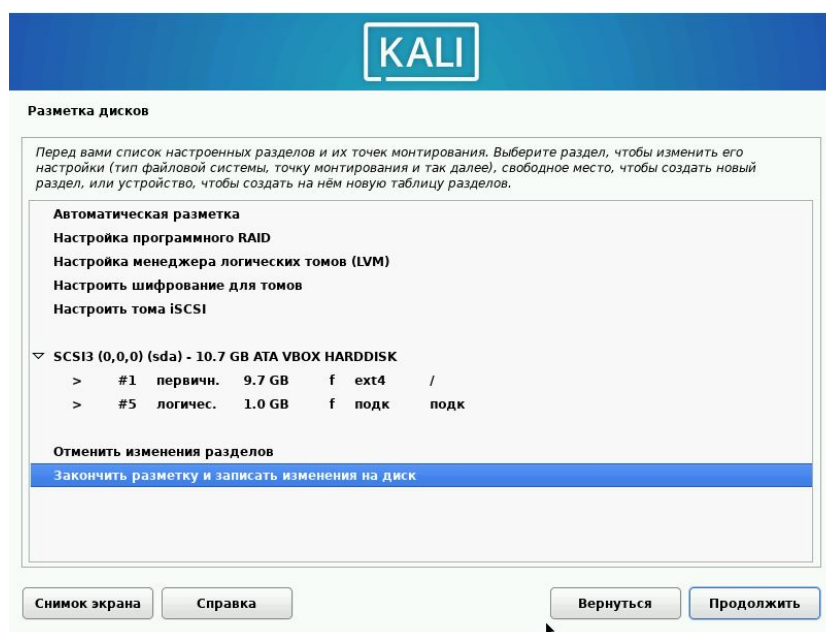 KALI
Разметка дисков
Перед вами список настроенных разделов и их точек монтирования. Выберите раздел, чтобы изменить его
настройки (тип файловой системы, точку монтирования и так далее), свободное место, чтобы создать новый
раздел, или устройство, чтобы создать на нём новую таблицу разделов.
Автоматическая разметка
Настройка программного RAID
Настройка менеджера логических томов (LVM)
Настроить шифрование для томов
Настроить тома iSCSI
SCSI3 (0,0,0) (sda) - 10.7 GB ATA VBOX HARDDISK
> #1 первичн. 9.7 GB f ext4 /
> #5 логичес. 1.0 GB f подк подк
Отменить изменения разделов
Закончить разметку и записать изменения на диск
Снимок экрана Справка Вернуться Продолжить